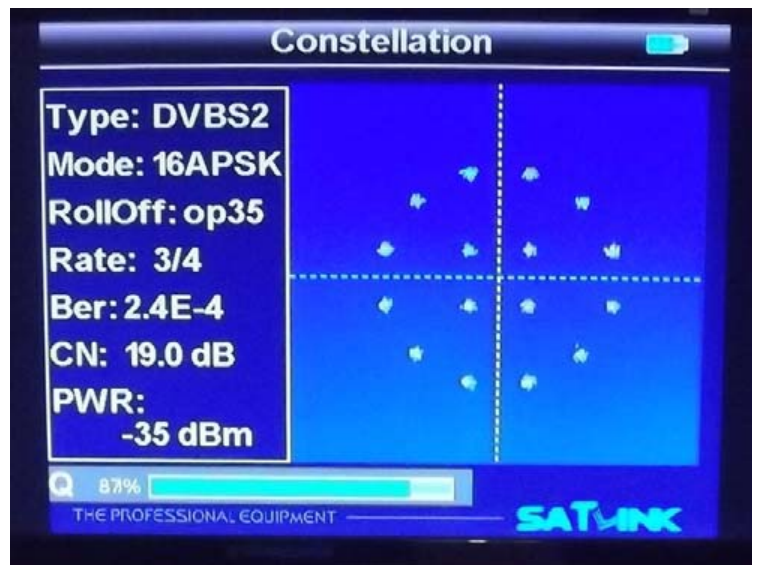 Constellation
Type: DVBS2
Mode: 16APSK
RollOff: op35
Rate: 3/4
Ber: 2.4E-4
CN: 19.0 dB
PWR:
-35 dBm
Q 87%
THE PROFESSIONAL EQUIPMENT
SATLINK